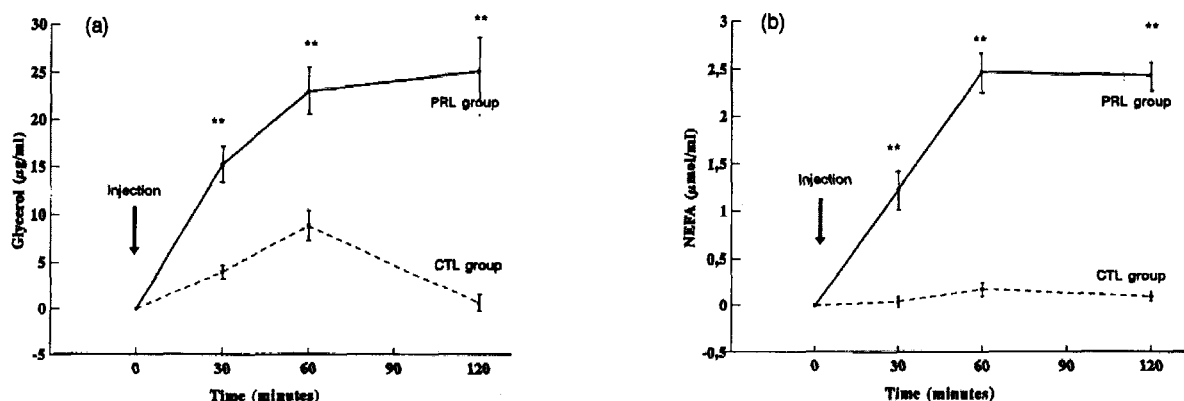 (a)
30
25
20
15
10
5
0
-5
Glycerol (µg/ml)
**
**
**
PRL group
Injection
CTL group
0 30 60 90 120
Time (minutes)
(b)
3
2,5
2
1,5
1
0,5
0
-0,5
NEFA (µmol/ml)
**
**
**
PRL group
Injection
CTL group
0 30 60 90 120
Time (minutes)